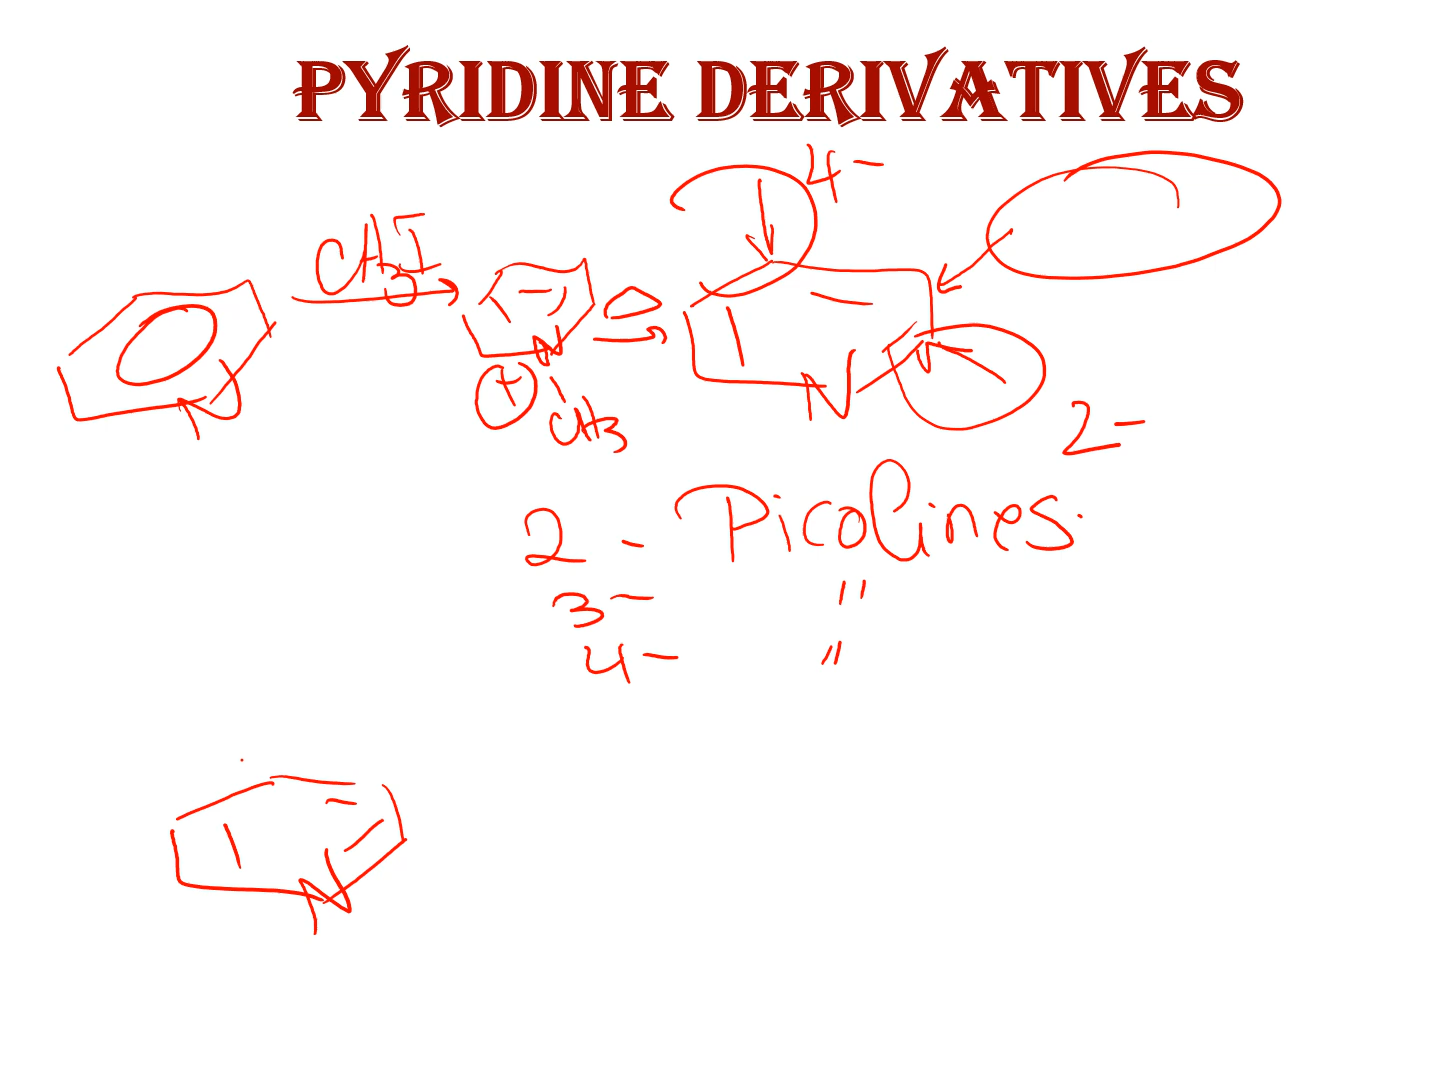 PYRIDINE DERIVATIVES
4-
CH3I
N
N
+
CH3
N
2-
2 - Picolines.
3 - "
4 - "
N